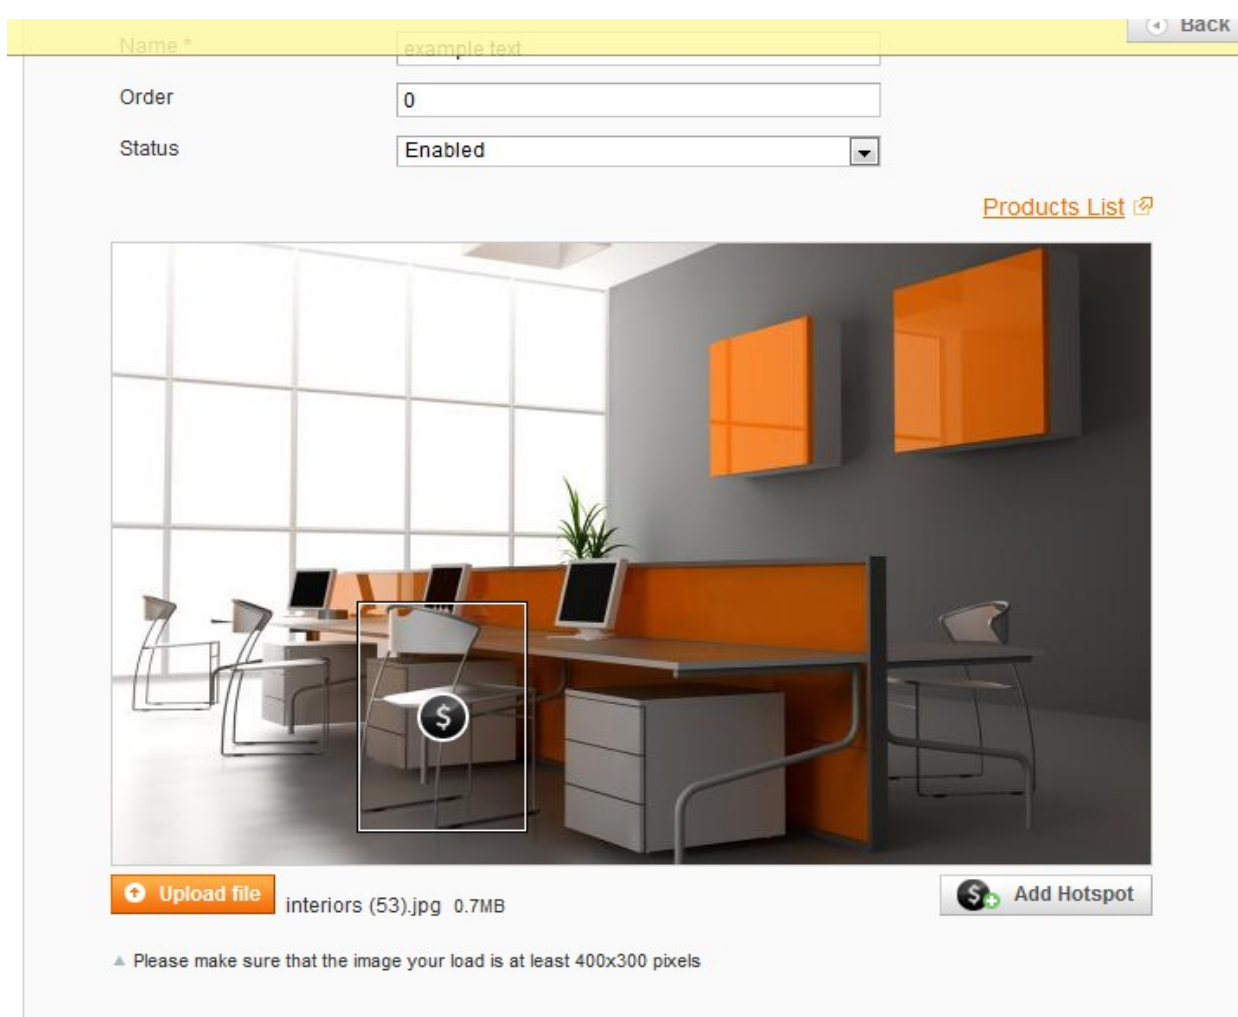 Back
Name *
example text
Order
0
Status
Enabled
Products List
$
Upload file
interiors (53).jpg 0.7MB
$ Add Hotspot
Please make sure that the image your load is at least 400x300 pixels